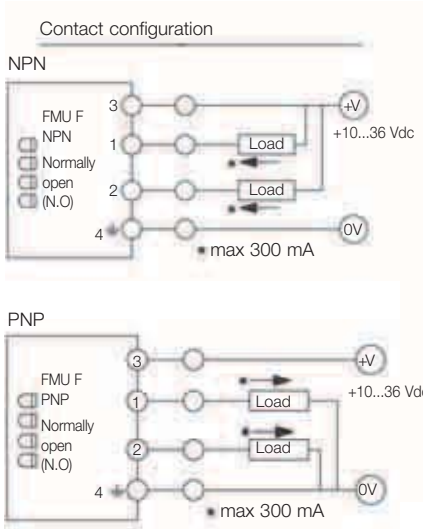 Contact configuration
NPN
FMU F
NPN
Normally
open
(N.O)
3
1
2
4
Load
Load
+V
+10...36 Vdc
0V
max 300 mA
PNP
FMU F
PNP
Normally
open
(N.O)
3
1
2
4
Load
Load
+V
+10...36 Vd
0V
max 300 mA